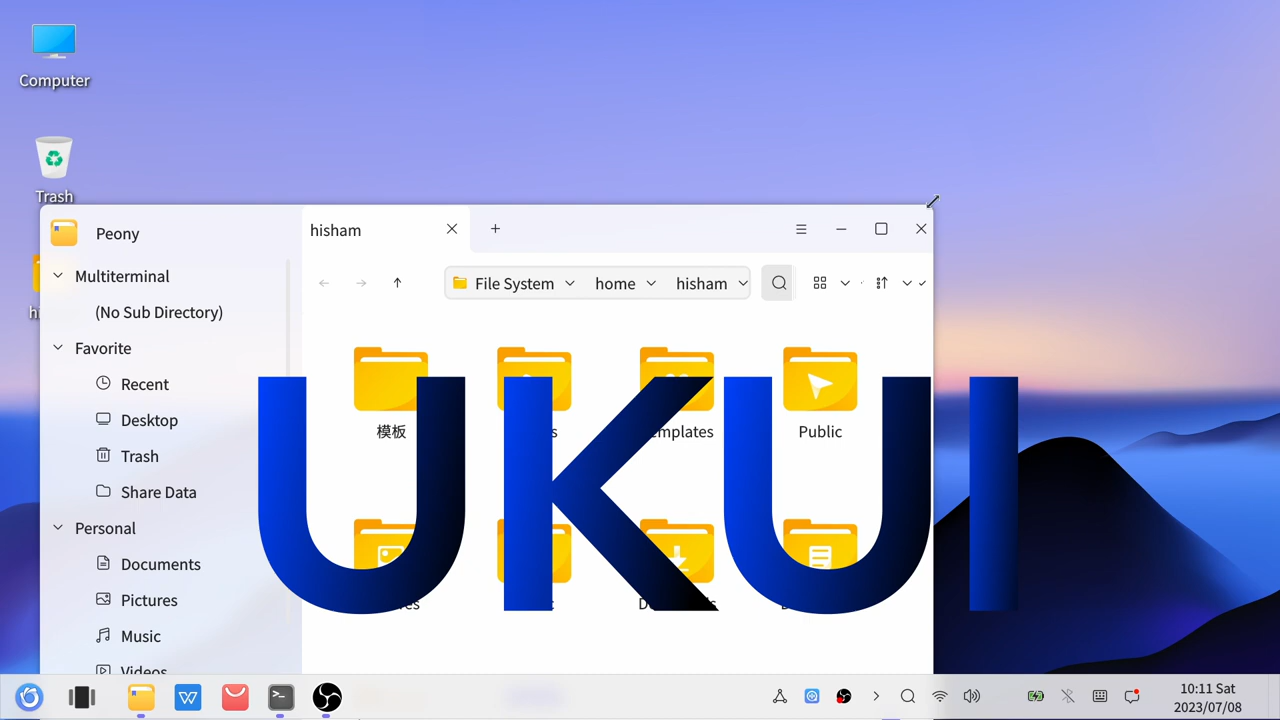 Computer
Trash
Peony
hisham
Multiterminal
File System
home
hisham
(No Sub Directory)
Favorite
Recent
Desktop
Trash
Share Data
Personal
Documents
Pictures
Music
Videos
模板
Public
UKUI
10:11 Sat
2023/07/08